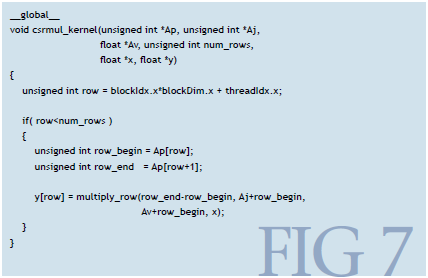 __global__
void csrmul_kernel(unsigned int *Ap, unsigned int *Aj,
float *Av, unsigned int num_rows,
float *x, float *y)
{
unsigned int row = blockIdx.x*blockDim.x + threadIdx.x;
if( row<num_rows )
{
unsigned int row_begin = Ap[row];
unsigned int row_end = Ap[row+1];
y[row] = multiply_row(row_end-row_begin, Aj+row_begin,
Av+row_begin, x);
}
}
FIG 7